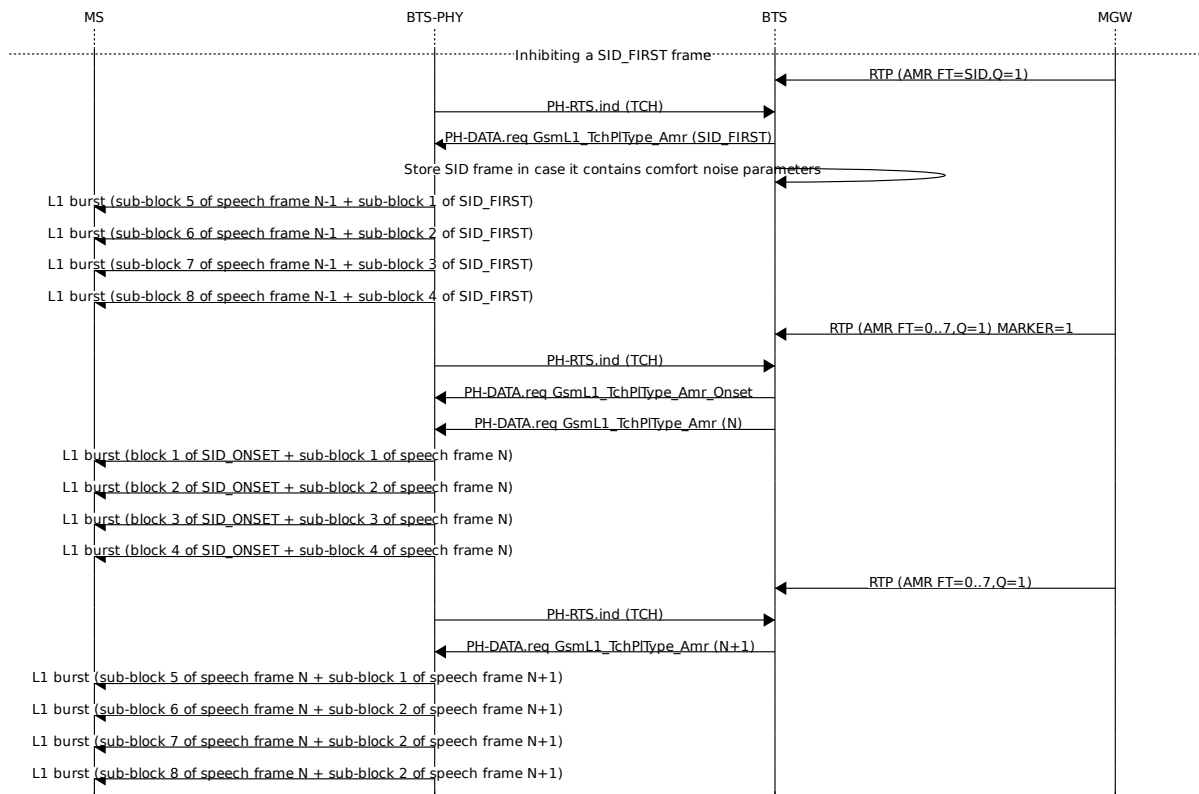 MS BTS-PHY BTS MGW
Inhibiting a SID_FIRST frame
RTP (AMR FT=SID,Q=1)
PH-RTS.ind (TCH)
PH-DATA.req GsmL1_TchPlType_Amr (SID_FIRST)
Store SID frame in case it contains comfort noise parameters
L1 burst (sub-block 5 of speech frame N-1 + sub-block 1 of SID_FIRST)
L1 burst (sub-block 6 of speech frame N-1 + sub-block 2 of SID_FIRST)
L1 burst (sub-block 7 of speech frame N-1 + sub-block 3 of SID_FIRST)
L1 burst (sub-block 8 of speech frame N-1 + sub-block 4 of SID_FIRST)
RTP (AMR FT=0..7,Q=1) MARKER=1
PH-RTS.ind (TCH)
PH-DATA.req GsmL1_TchPlType_Amr_Onset
PH-DATA.req GsmL1_TchPlType_Amr (N)
L1 burst (block 1 of SID_ONSET + sub-block 1 of speech frame N)
L1 burst (block 2 of SID_ONSET + sub-block 2 of speech frame N)
L1 burst (block 3 of SID_ONSET + sub-block 3 of speech frame N)
L1 burst (block 4 of SID_ONSET + sub-block 4 of speech frame N)
RTP (AMR FT=0..7,Q=1)
PH-RTS.ind (TCH)
PH-DATA.req GsmL1_TchPlType_Amr (N+1)
L1 burst (sub-block 5 of speech frame N + sub-block 1 of speech frame N+1)
L1 burst (sub-block 6 of speech frame N + sub-block 2 of speech frame N+1)
L1 burst (sub-block 7 of speech frame N + sub-block 2 of speech frame N+1)
L1 burst (sub-block 8 of speech frame N + sub-block 2 of speech frame N+1)